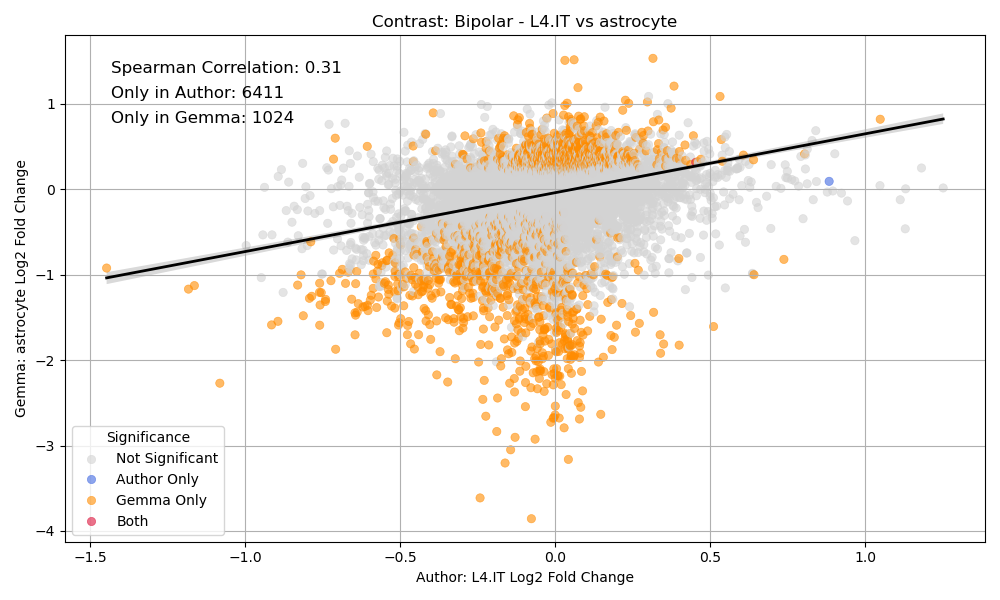 Contrast: Bipolar - L4.IT vs astrocyte
Spearman Correlation: 0.31
Only in Author: 6411
Only in Gemma: 1024
Gemma: astrocyte Log2 Fold Change
1
0
−1
−2
−3
−4
Significance
Not Significant
Author Only
Gemma Only
Both
−1.5 −1.0 −0.5 0.0 0.5 1.0
Author: L4.IT Log2 Fold Change